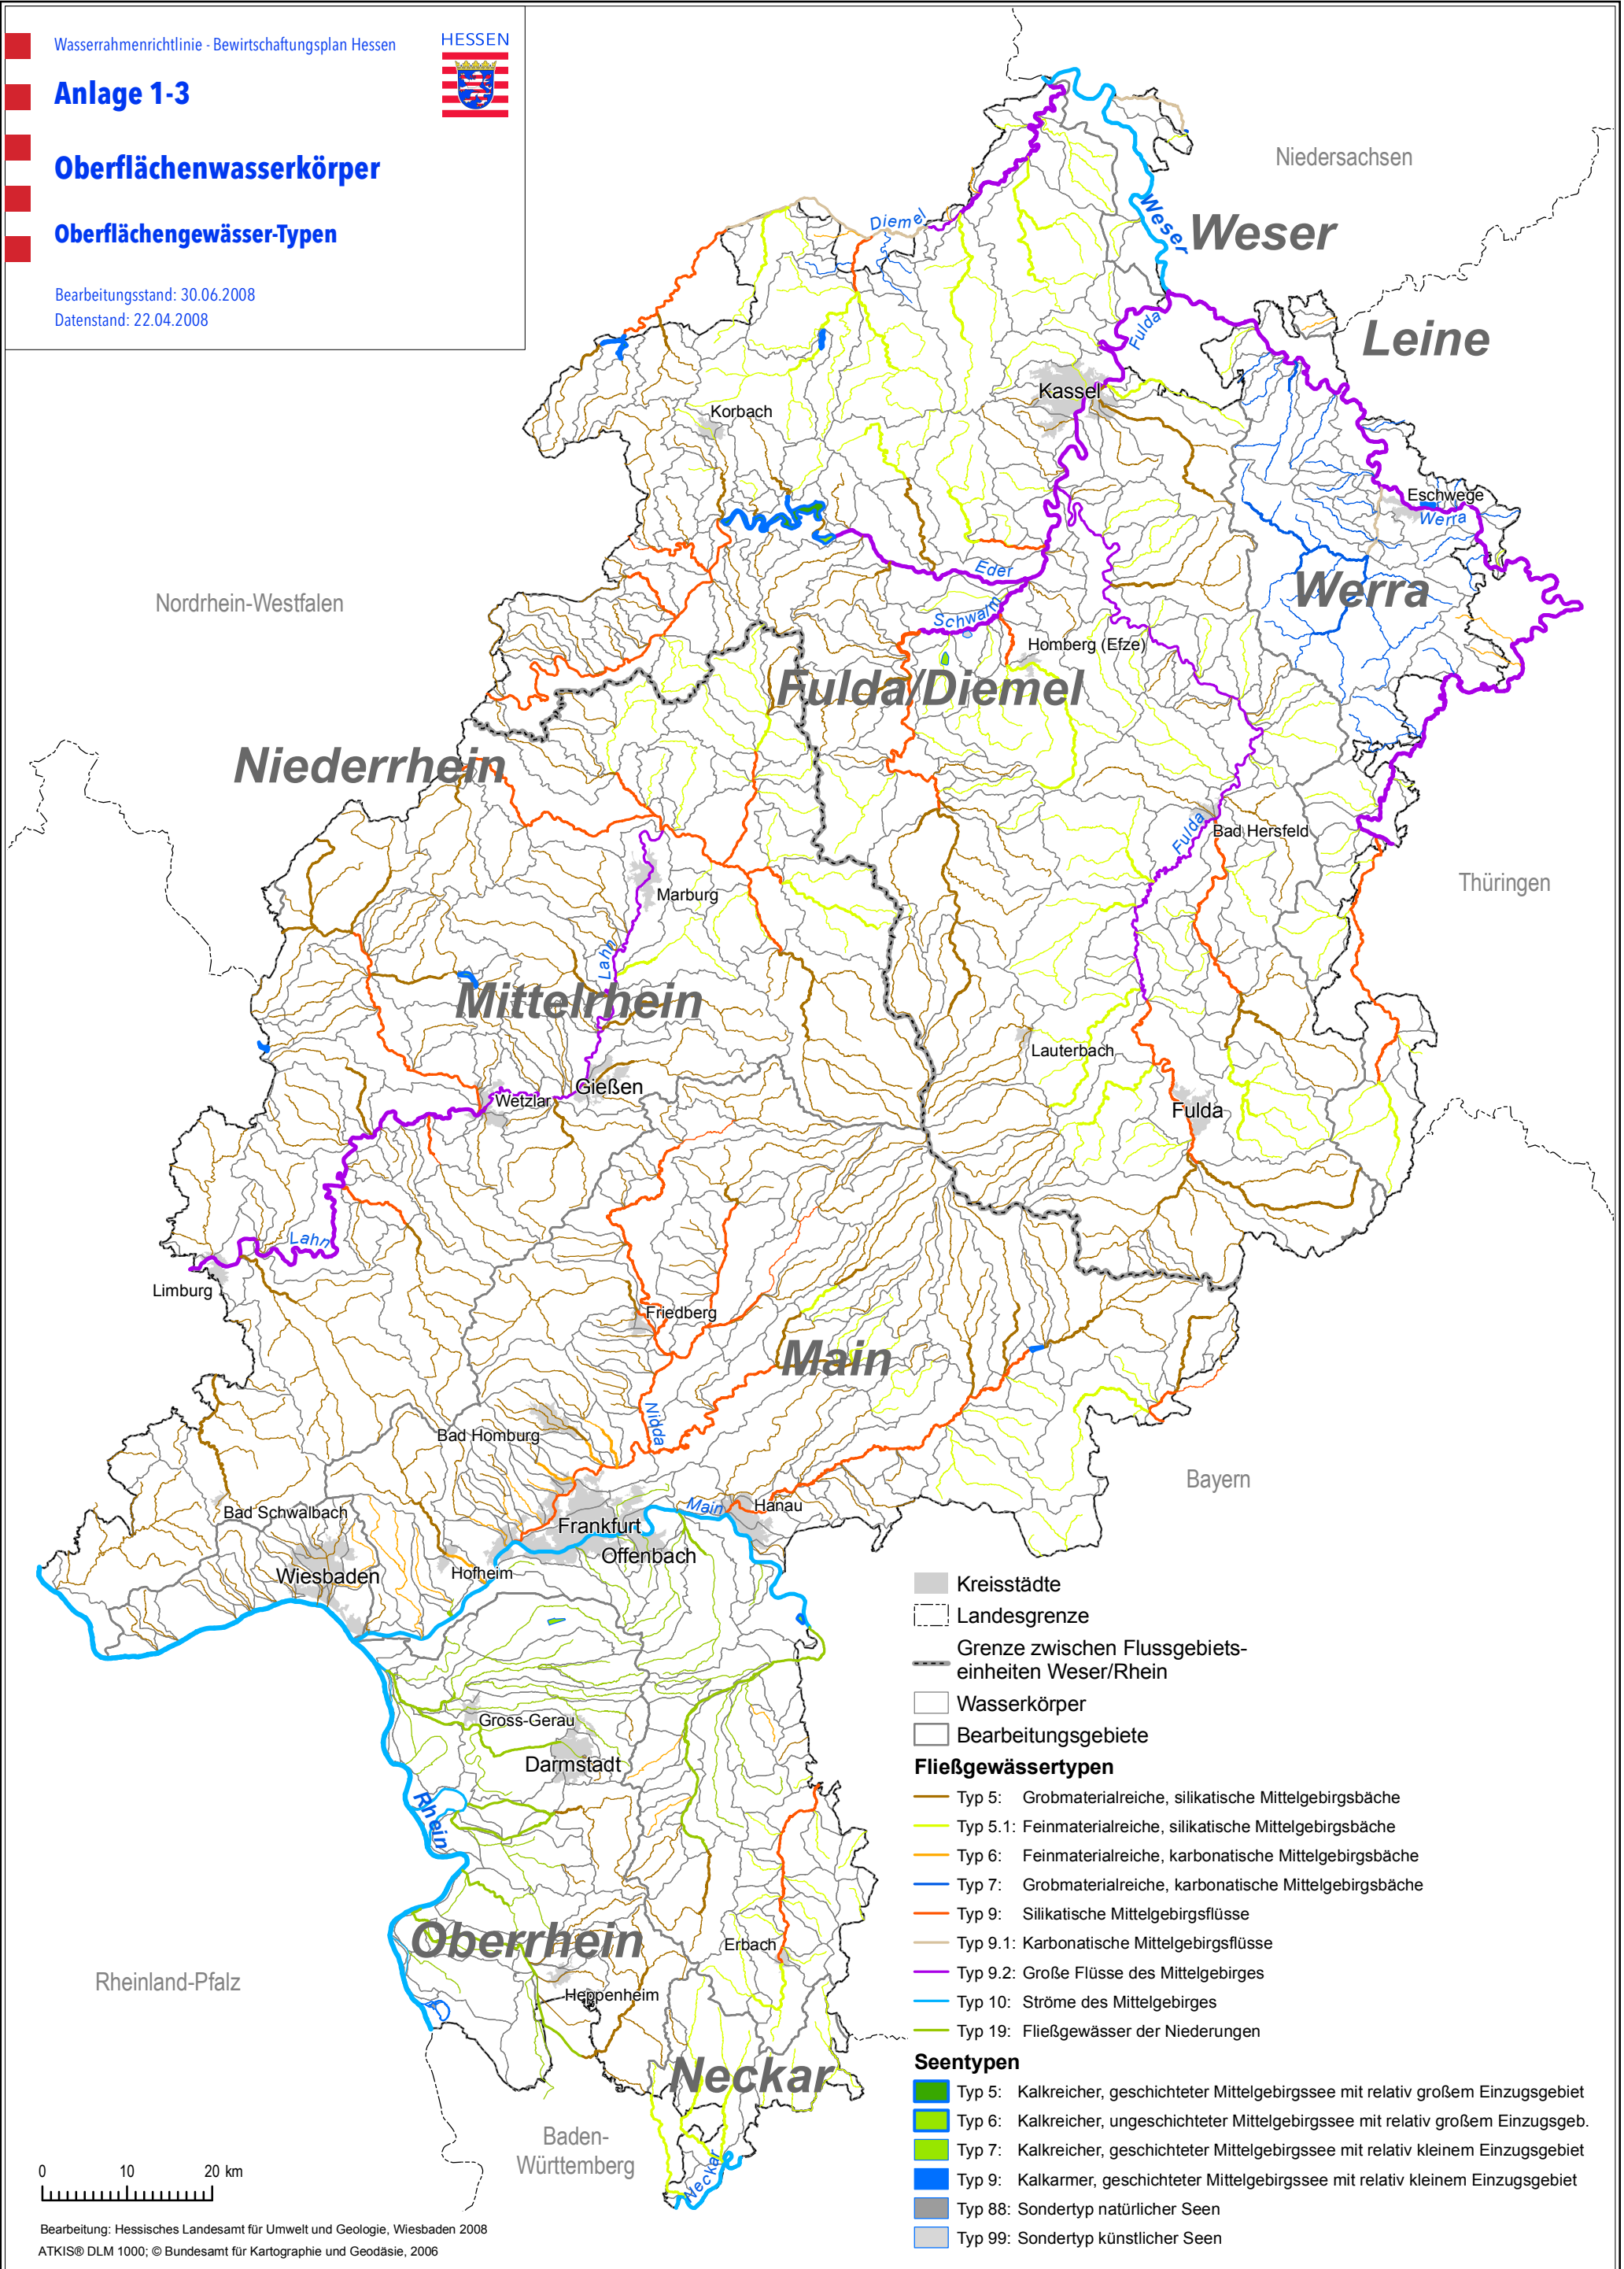 Wasserrahmenrichtlinie - Bewirtschaftungsplan Hessen
HESSEN
Anlage 1-3
Oberflächenwasserkörper
Oberflächengewässer-Typen
Bearbeitungsstand: 30.06.2008
Datenstand: 22.04.2008
Niedersachsen
Diemel
Weser
Weser
Fulda
Leine
Kassel
Korbach
Eschwege
Werra
Eder
Werra
Nordrhein-Westfalen
Schwalm
Homberg (Efze)
Fulda/Diemel
Niederrhein
Fulda
Bad Hersfeld
Thüringen
Marburg
Lahn
Mittelrhein
Lauterbach
Gießen
Wetzlar
Fulda
Lahn
Limburg
Friedberg
Main
Nidda
Bad Homburg
Bayern
Bad Schwalbach
Main
Hanau
Frankfurt
Offenbach
Hofheim
Wiesbaden
Gross-Gerau
Darmstadt
Rhein
Oberrhein
Erbach
Rheinland-Pfalz
Heppenheim
Neckar
Baden-
Württemberg
Neckar
Kreisstädte
Landesgrenze
Grenze zwischen Flussgebiets-
einheiten Weser/Rhein
Wasserkörper
Bearbeitungsgebiete
Fließgewässertypen
Typ 5: Grobmaterialreiche, silikatische Mittelgebirgsbäche
Typ 5.1: Feinmaterialreiche, silikatische Mittelgebirgsbäche
Typ 6: Feinmaterialreiche, karbonatische Mittelgebirgsbäche
Typ 7: Grobmaterialreiche, karbonatische Mittelgebirgsbäche
Typ 9: Silikatische Mittelgebirgsflüsse
Typ 9.1: Karbonatische Mittelgebirgsflüsse
Typ 9.2: Große Flüsse des Mittelgebirges
Typ 10: Ströme des Mittelgebirges
Typ 19: Fließgewässer der Niederungen
Seentypen
Typ 5: Kalkreicher, geschichteter Mittelgebirgssee mit relativ großem Einzugsgebiet
Typ 6: Kalkreicher, ungeschichteter Mittelgebirgssee mit relativ großem Einzugsgeb.
Typ 7: Kalkreicher, geschichteter Mittelgebirgssee mit relativ kleinem Einzugsgebiet
Typ 9: Kalkarmer, geschichteter Mittelgebirgssee mit relativ kleinem Einzugsgebiet
Typ 88: Sondertyp natürlicher Seen
Typ 99: Sondertyp künstlicher Seen
0 10 20 km
Bearbeitung: Hessisches Landesamt für Umwelt und Geologie, Wiesbaden 2008
ATKIS® DLM 1000; © Bundesamt für Kartographie und Geodäsie, 2006